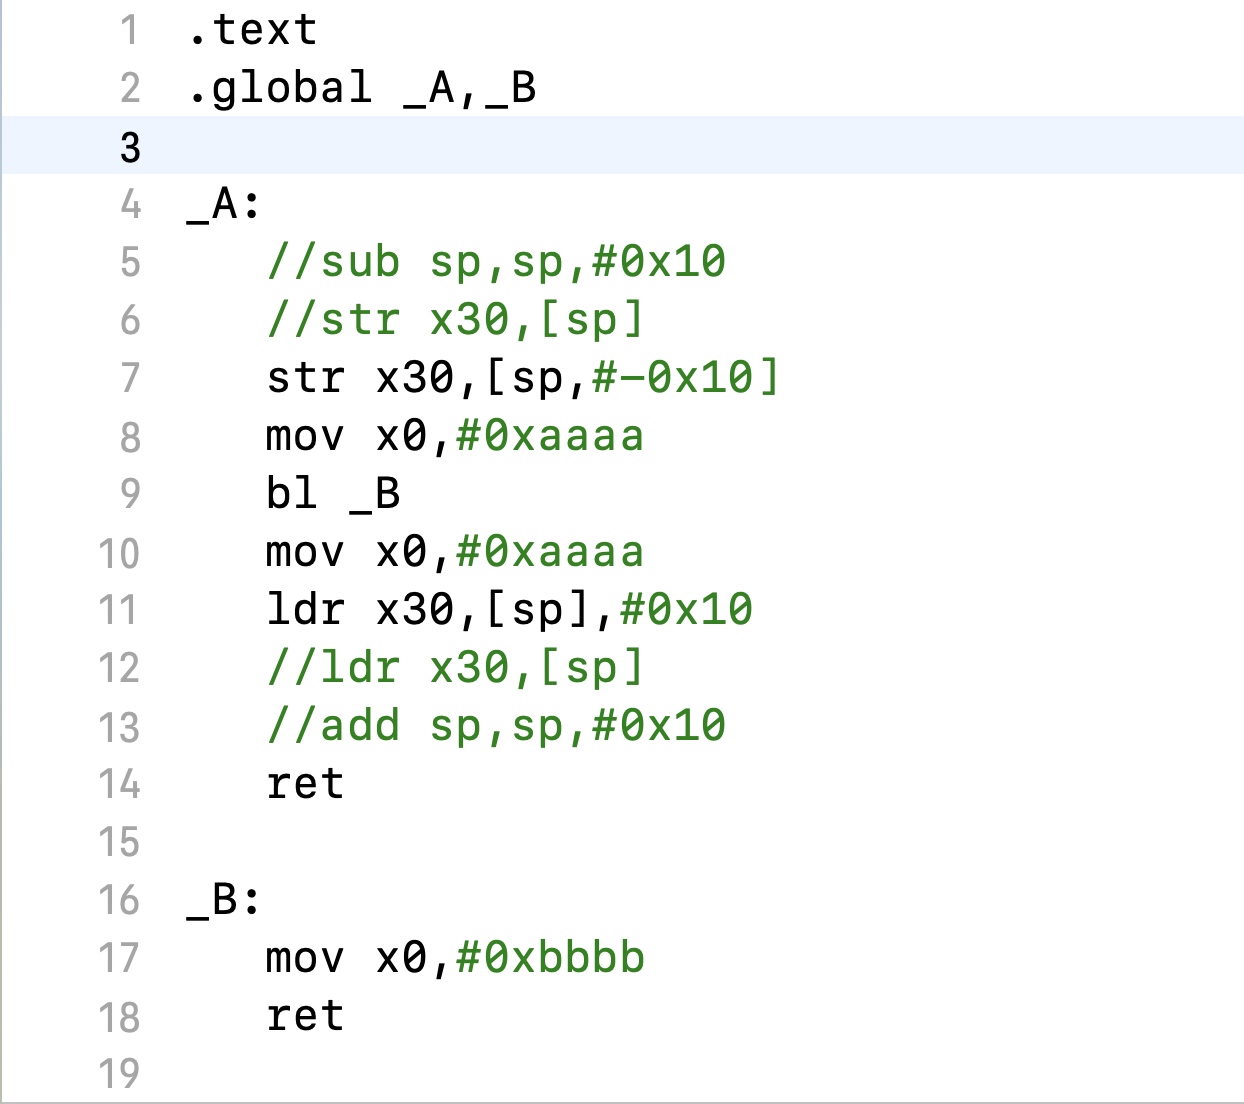 1 .text
2 .global _A,_B
3
4 _A:
5 //sub sp,sp,#0x10
6 //str x30,[sp]
7 str x30,[sp,#-0x10]
8 mov x0,#0xaaaa
9 bl _B
10 mov x0,#0xaaaa
11 ldr x30,[sp],#0x10
12 //ldr x30,[sp]
13 //add sp,sp,#0x10
14 ret
15
16 _B:
17 mov x0,#0xbbbb
18 ret
19